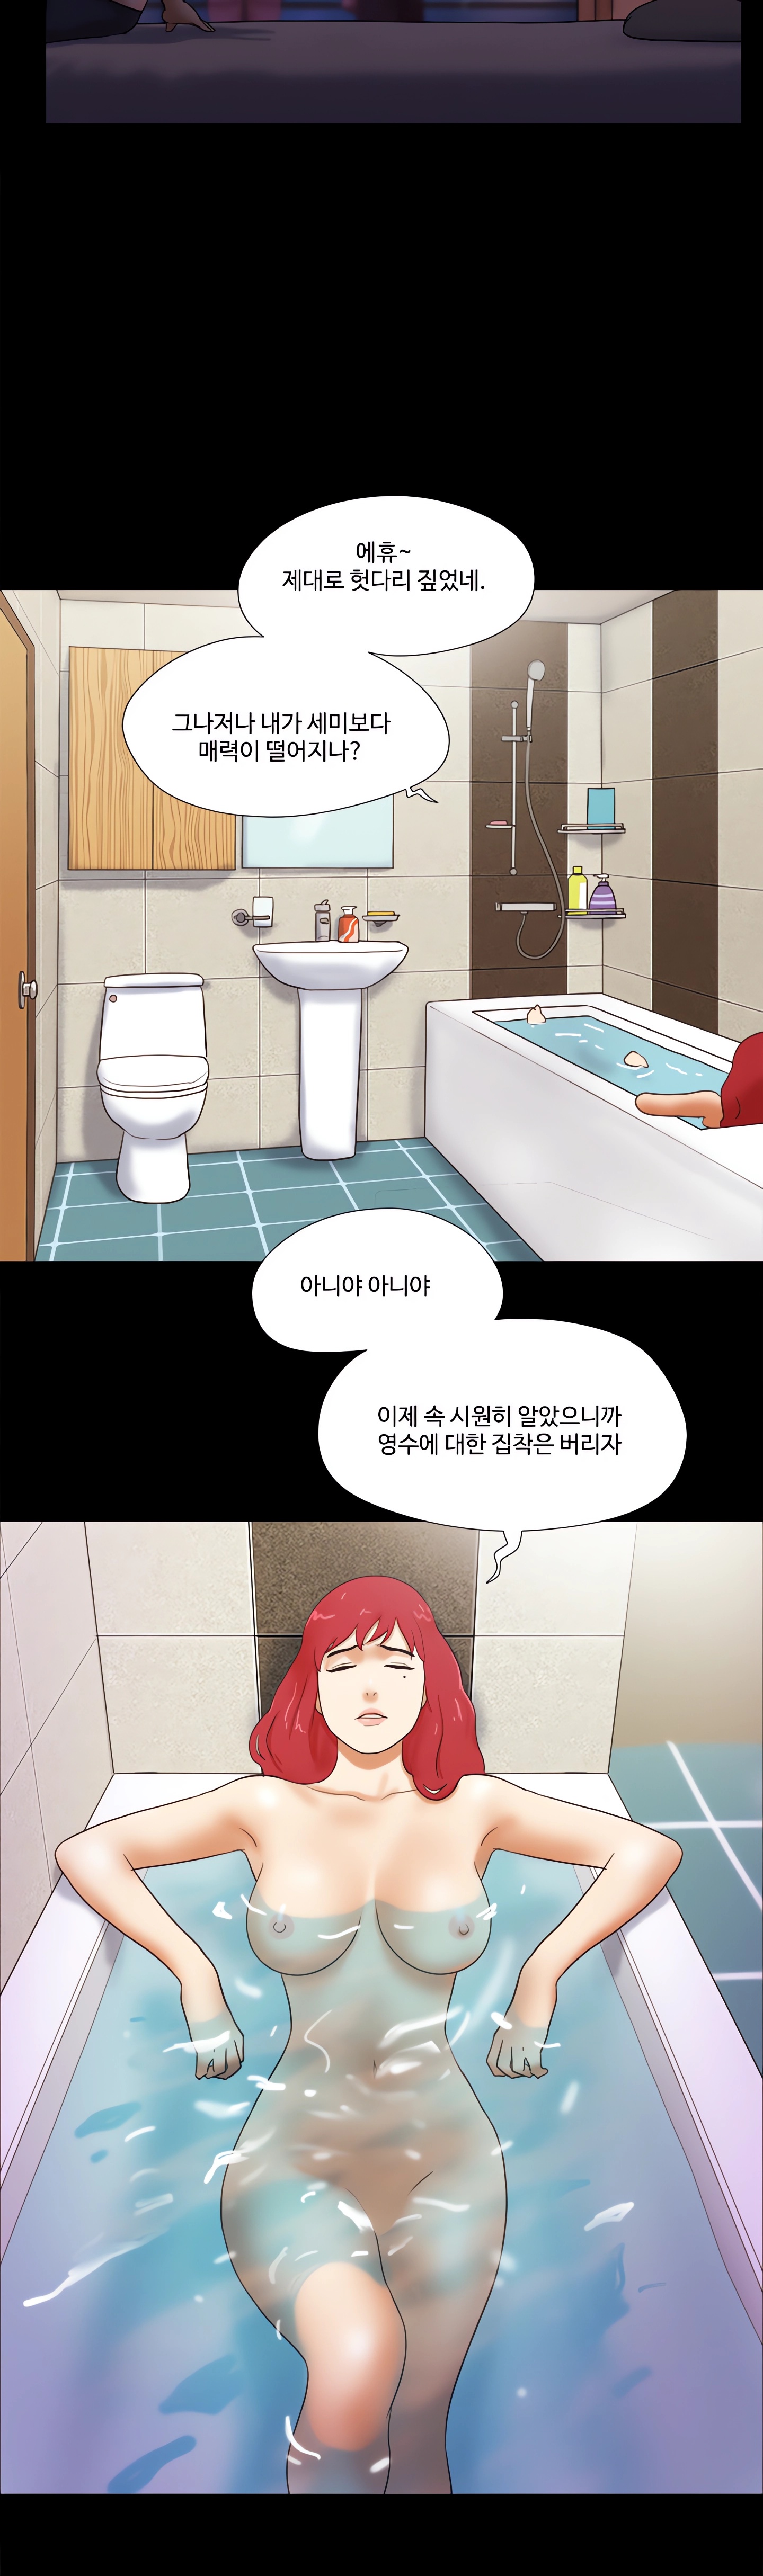 에휴~
제대로 헛다리 짚었네.
그나저나 내가 세미보다
매력이 떨어지나?
아니야 아니야
이제 속 시원히 알았으니까
영수에 대한 집착은 버리자